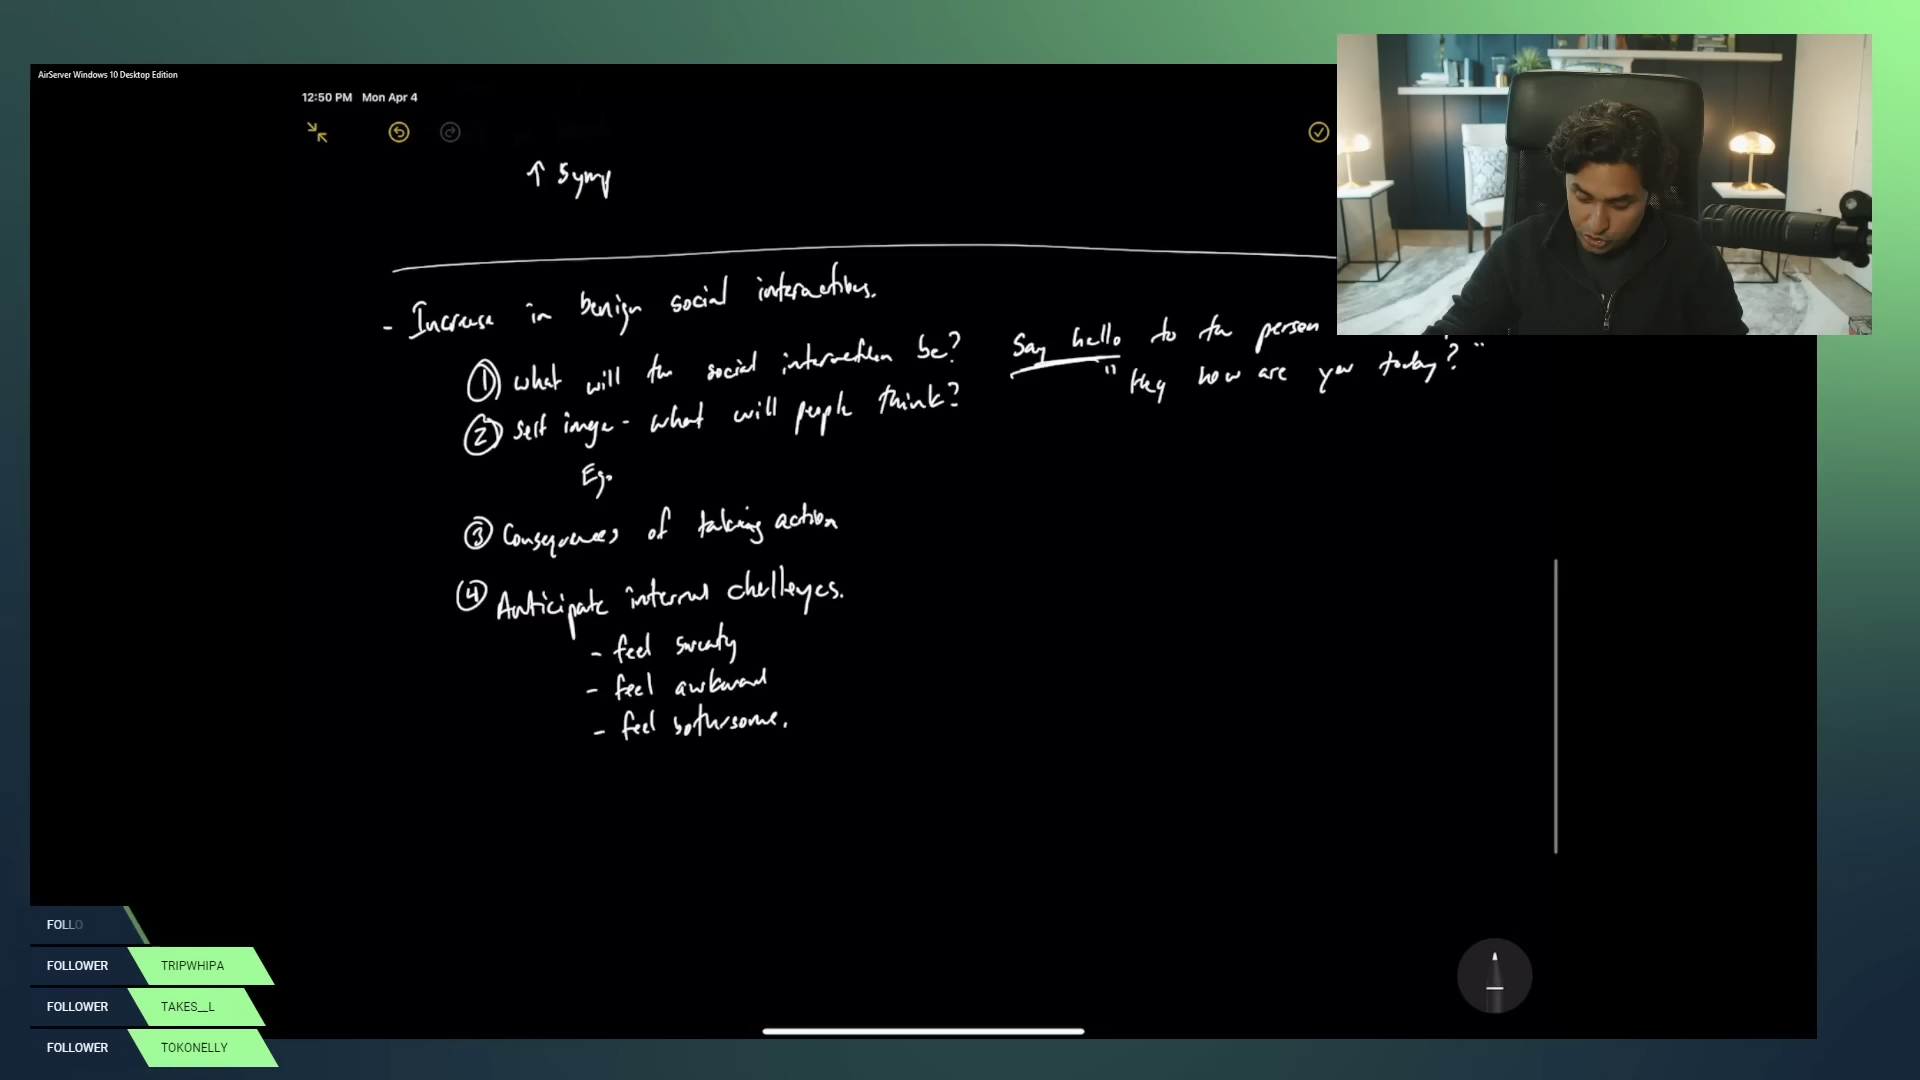 AirServer Windows 10 Desktop Edition
12:50 PM Mon Apr 4
↑ Symp
- Increase in benign social interactions.
① What will the social interaction be? Say hello to the person
"Hey how are you today?"
② Self image - what will people think?
Eg.
③ Consequences of taking action
④ Anticipate internal challenges.
- feel sweaty
- feel awkward
- feel bothersome.
FOLLO
FOLLOWER TRIPWHIPA
FOLLOWER TAKES__L
FOLLOWER TOKONELLY